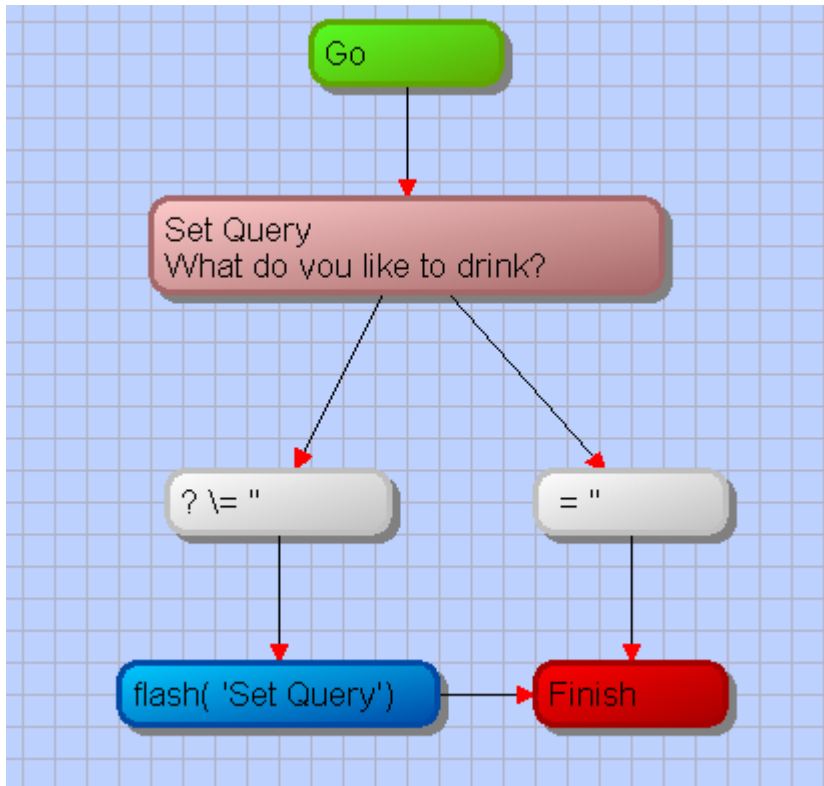 Go
Set Query
What do you like to drink?
? \= ''
= ''
flash( 'Set Query')
Finish